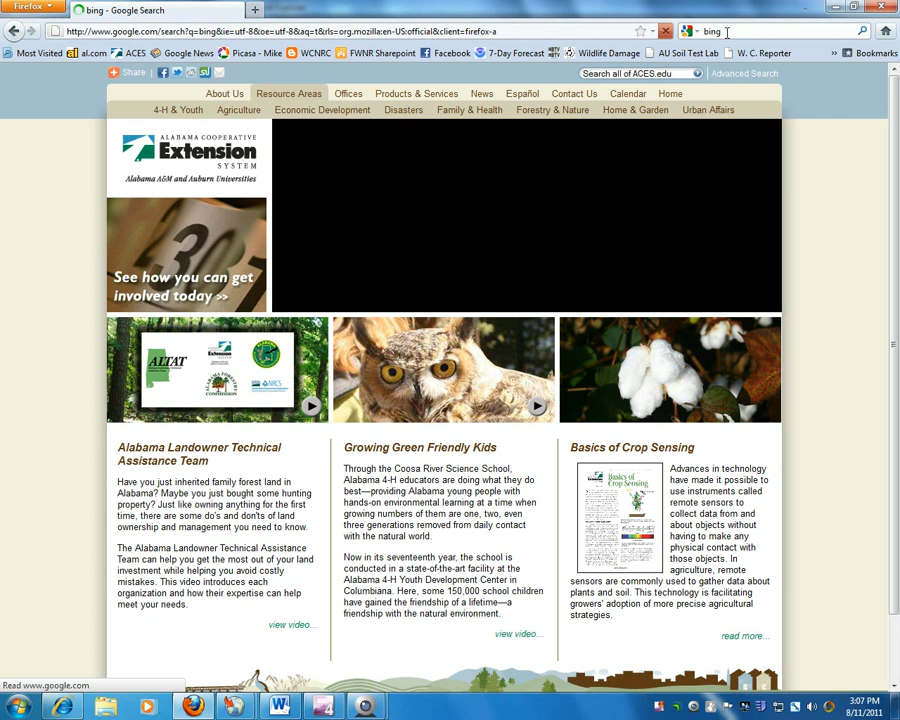 Firefox
bing - Google Search
http://www.google.com/search?q=bing&ie=utf-8&oe=utf-8&aq=t&rls=org.mozilla:en-US:official&client=firefox-a
bing
Most Visited al.com ACES Google News Picasa - Mike WCNRC FWNR Sharepoint Facebook 7-Day Forecast Wildlife Damage AU Soil Test Lab W. C. Reporter » Bookmarks
Share Search all of ACES.edu Advanced Search
About Us Resource Areas Offices Products & Services News Español Contact Us Calendar Home
4-H & Youth Agriculture Economic Development Disasters Family & Health Forestry & Nature Home & Garden Urban Affairs
ALABAMA COOPERATIVE
Extension
SYSTEM
Alabama A&M and Auburn Universities
30
See how you can get
involved today >>
ALTAT
NRCS
Alabama Landowner Technical
Assistance Team
Have you just inherited family forest land in
Alabama? Maybe you just bought some hunting
property? Just like owning anything for the first
time, there are some do's and don'ts of land
ownership and management you need to know.
The Alabama Landowner Technical Assistance
Team can help you get the most out of your land
investment while helping you avoid costly
mistakes. This video introduces each
organization and how their expertise can help
meet your needs.
view video...
Growing Green Friendly Kids
Through the Coosa River Science School,
Alabama 4-H educators are doing what they do
best—providing Alabama young people with
hands-on environmental learning at a time when
growing numbers of them are one, two, even
three generations removed from daily contact
with the natural world.
Now in its seventeenth year, the school is
conducted in a state-of-the-art facility at the
Alabama 4-H Youth Development Center in
Columbiana. Here, some 150,000 school children
have gained the friendship of a lifetime—a
friendship with the natural environment.
view video...
Basics of Crop Sensing
Basics of
Crop Sensing
Advances in technology
have made it possible to
use instruments called
remote sensors to
collect data from and
about objects without
having to make any
physical contact with
those objects. In
agriculture, remote
sensors are commonly used to gather data about
plants and soil. This technology is facilitating
growers' adoption of more precise agricultural
strategies.
read more...
Read www.google.com
3:07 PM
8/11/2011